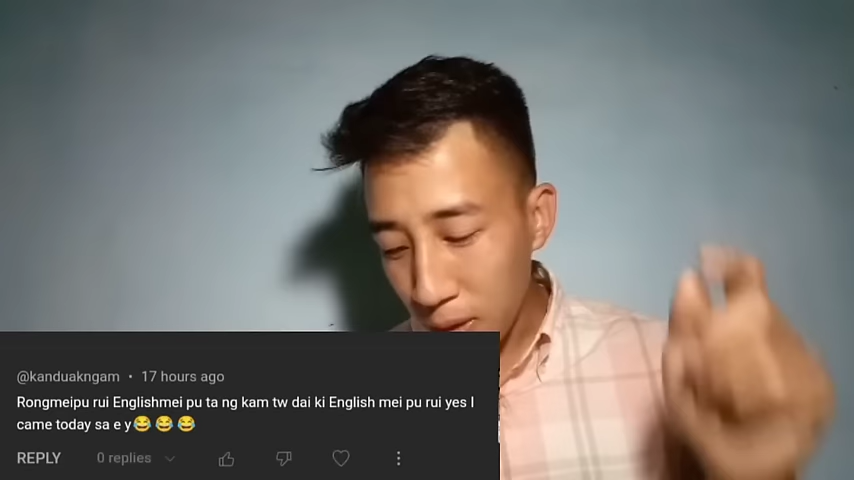 @kanduakngam • 17 hours ago
Rongmeipu rui Englishmei pu ta ng kam tw dai ki English mei pu rui yes I
came today sa e y😂😂😂
REPLY 0 replies